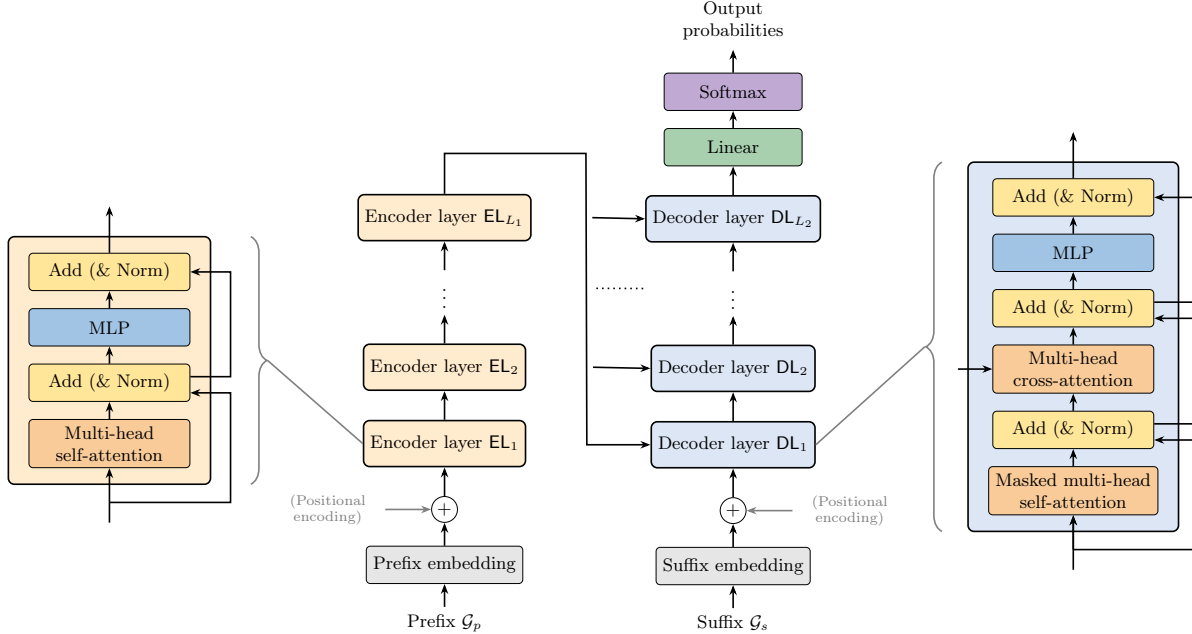 Output
probabilities
Softmax
Linear
Encoder layer EL_{L_1}
Decoder layer DL_{L_2}
Encoder layer EL_2
Decoder layer DL_2
Encoder layer EL_1
Decoder layer DL_1
(Positional
encoding)
+
+
(Positional
encoding)
Prefix embedding
Suffix embedding
Prefix 𝒢_p
Suffix 𝒢_s
Add (& Norm)
MLP
Add (& Norm)
Multi-head
self-attention
Add (& Norm)
MLP
Add (& Norm)
Multi-head
cross-attention
Add (& Norm)
Masked multi-head
self-attention